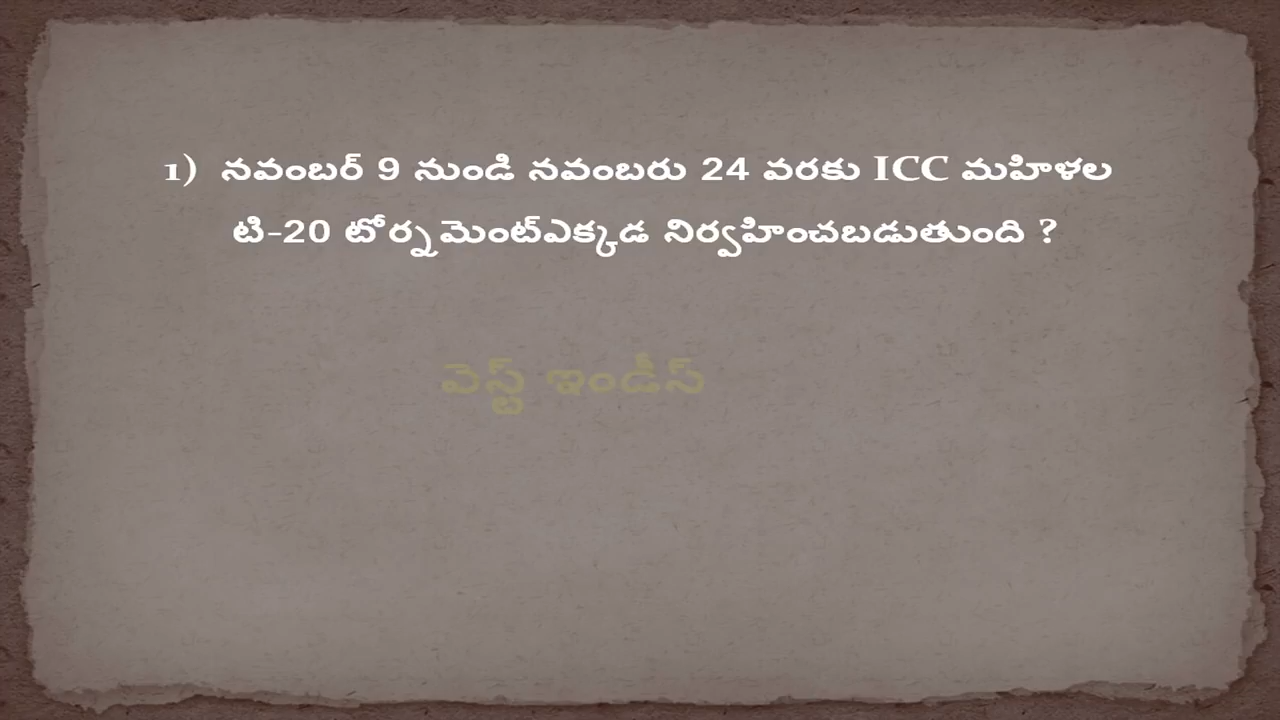 1) నవంబర్ 9 నుండి నవంబరు 24 వరకు ICC మహిళల
టి-20 టోర్నమెంట్ఎక్కడ నిర్వహించబడుతుంది ?
వెస్ట్ ఇండీస్